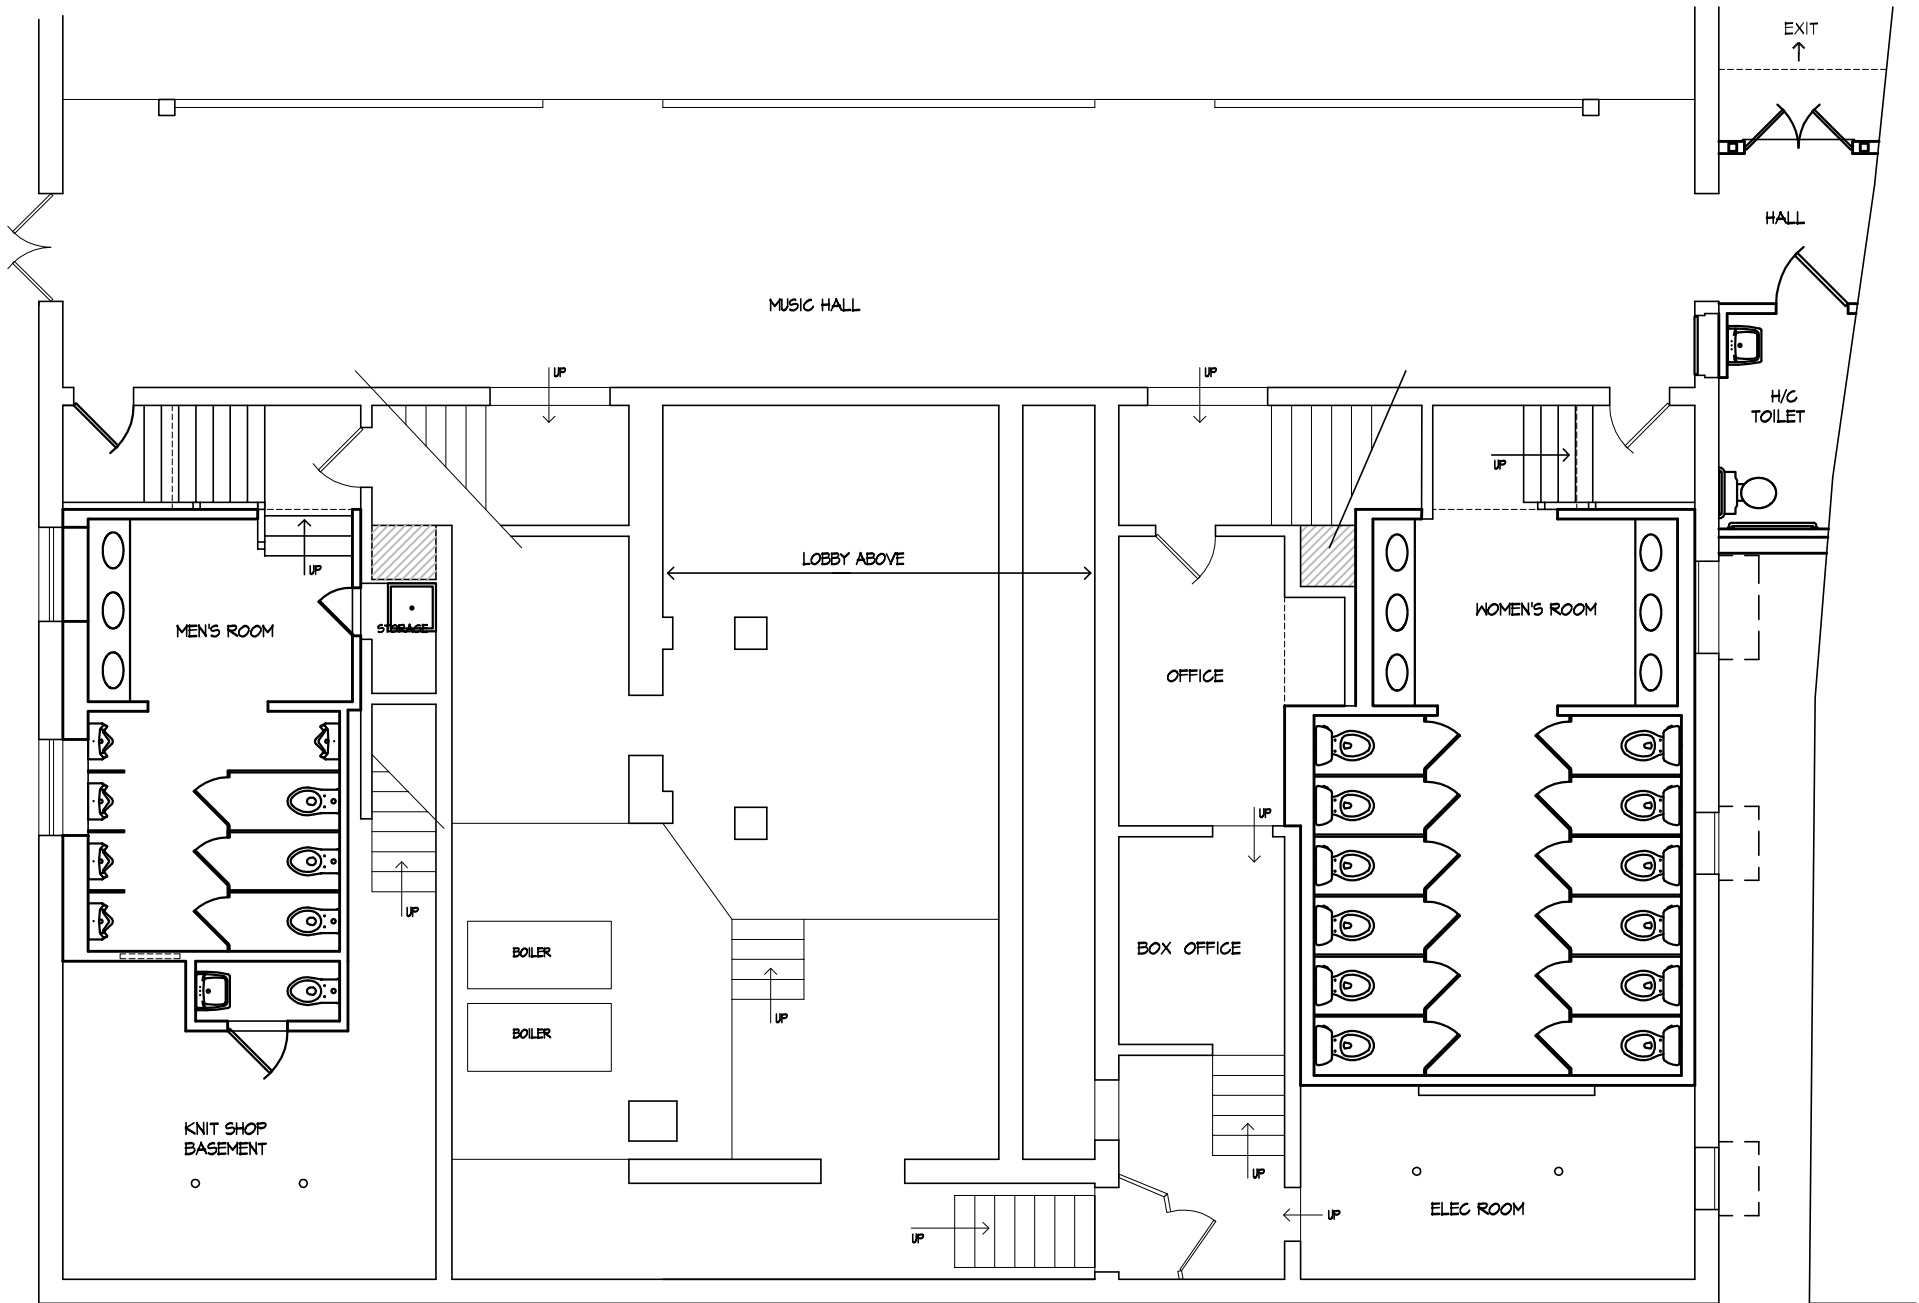 EXIT
HALL
MUSIC HALL
UP
UP
H/C
TOILET
UP
LOBBY ABOVE
UP
WOMEN'S ROOM
MEN'S ROOM
STORAGE
OFFICE
UP
UP
BOX OFFICE
BOILER
UP
BOILER
KNIT SHOP
BASEMENT
UP
ELEC ROOM
UP
UP